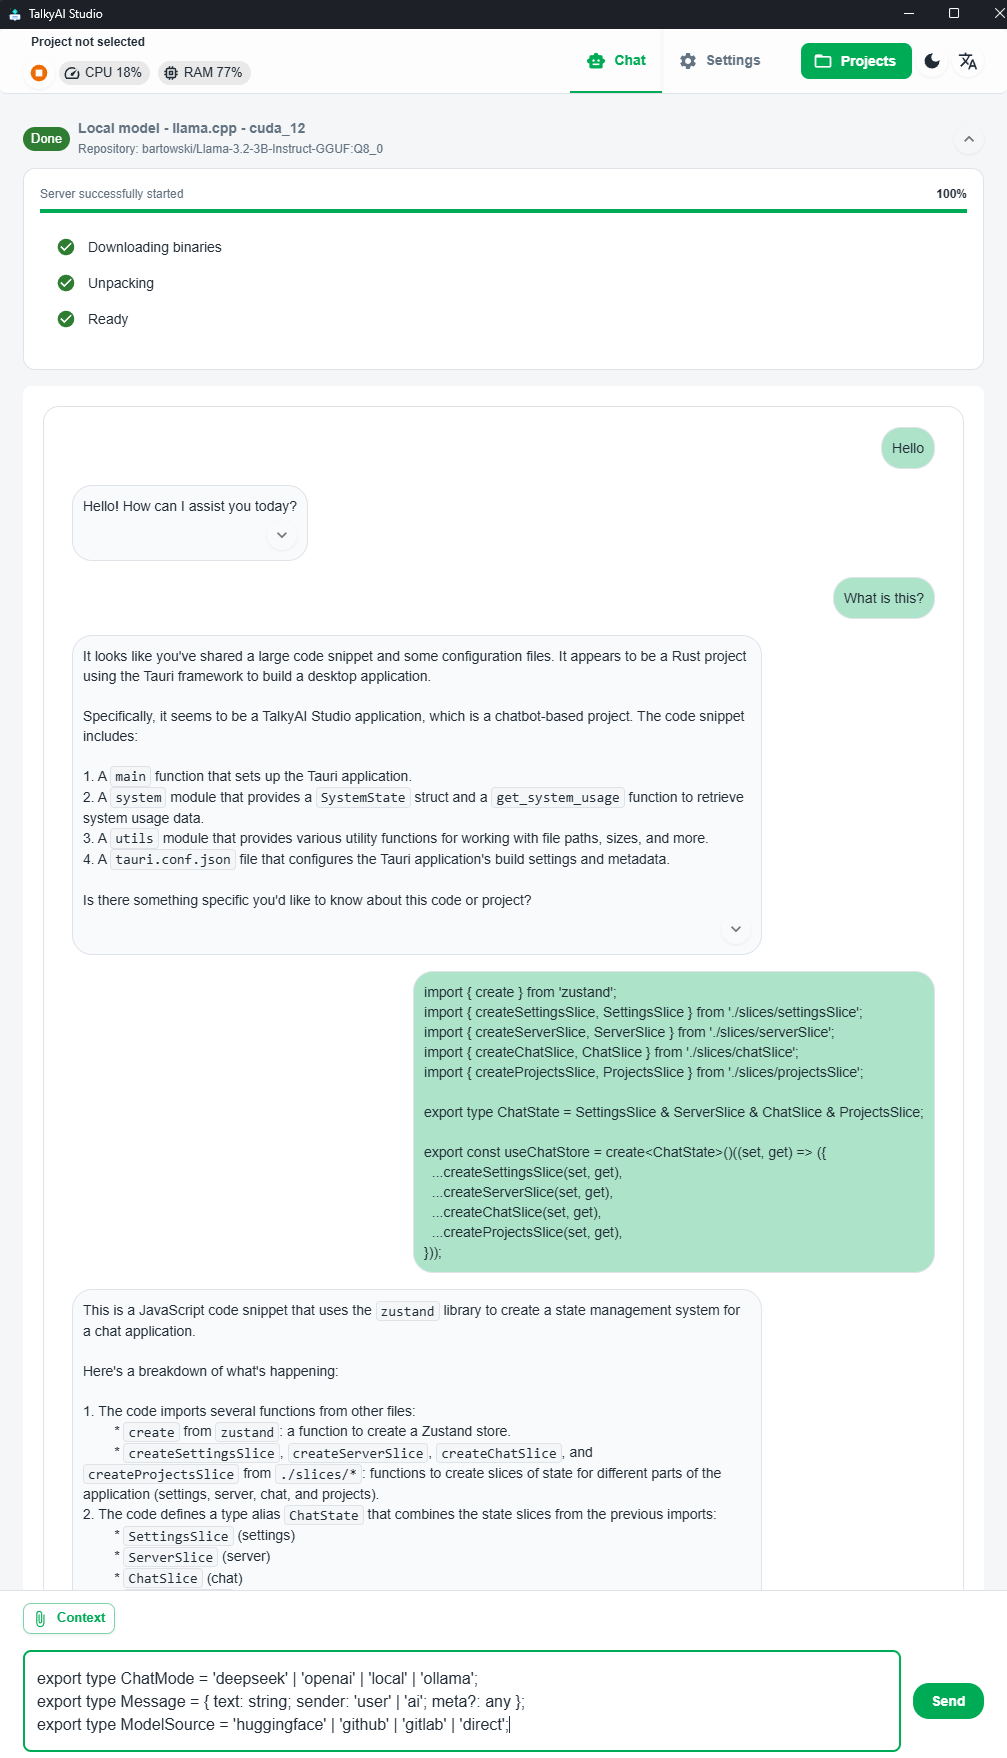 TalkyAI Studio
Project not selected
CPU 18%
RAM 77%
Chat
Settings
Projects
Done
Local model - llama.cpp - cuda_12
Repository: bartowski/Llama-3.2-3B-Instruct-GGUF:Q8_0
Server successfully started
100%
Downloading binaries
Unpacking
Ready
Hello
Hello! How can I assist you today?
What is this?
It looks like you've shared a large code snippet and some configuration files. It appears to be a Rust project
using the Tauri framework to build a desktop application.
Specifically, it seems to be a TalkyAI Studio application, which is a chatbot-based project. The code snippet
includes:
1. A main function that sets up the Tauri application.
2. A system module that provides a SystemState struct and a get_system_usage function to retrieve
system usage data.
3. A utils module that provides various utility functions for working with file paths, sizes, and more.
4. A tauri.conf.json file that configures the Tauri application's build settings and metadata.
Is there something specific you'd like to know about this code or project?
import { create } from 'zustand';
import { createSettingsSlice, SettingsSlice } from './slices/settingsSlice';
import { createServerSlice, ServerSlice } from './slices/serverSlice';
import { createChatSlice, ChatSlice } from './slices/chatSlice';
import { createProjectsSlice, ProjectsSlice } from './slices/projectsSlice';
export type ChatState = SettingsSlice & ServerSlice & ChatSlice & ProjectsSlice;
export const useChatStore = create<ChatState>()((set, get) => ({
...createSettingsSlice(set, get),
...createServerSlice(set, get),
...createChatSlice(set, get),
...createProjectsSlice(set, get),
}));
This is a JavaScript code snippet that uses the zustand library to create a state management system for
a chat application.
Here's a breakdown of what's happening:
1. The code imports several functions from other files:
* create from zustand: a function to create a Zustand store.
* createSettingsSlice, createServerSlice, createChatSlice, and
createProjectsSlice from ./slices/*: functions to create slices of state for different parts of the
application (settings, server, chat, and projects).
2. The code defines a type alias ChatState that combines the state slices from the previous imports:
* SettingsSlice (settings)
* ServerSlice (server)
* ChatSlice (chat)
Context
export type ChatMode = 'deepseek' | 'openai' | 'local' | 'ollama';
export type Message = { text: string; sender: 'user' | 'ai'; meta?: any };
export type ModelSource = 'huggingface' | 'github' | 'gitlab' | 'direct';
Send